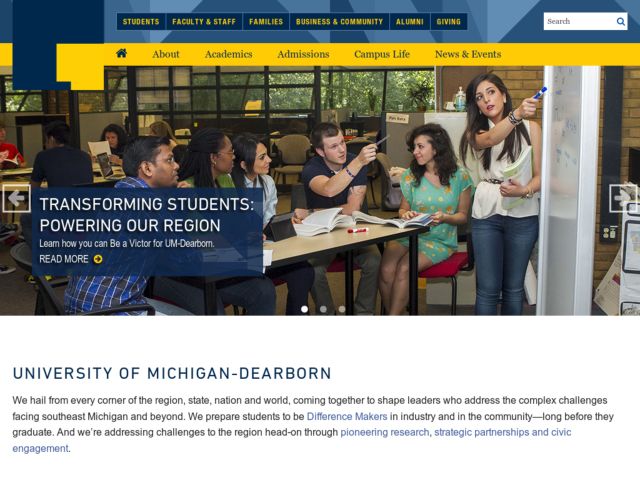 STUDENTS
FACULTY & STAFF
FAMILIES
BUSINESS & COMMUNITY
ALUMNI
GIVING
Search
About
Academics
Admissions
Campus Life
News & Events
TRANSFORMING STUDENTS:
POWERING OUR REGION
Learn how you can Be a Victor for UM-Dearborn.
READ MORE
UNIVERSITY OF MICHIGAN-DEARBORN
We hail from every corner of the region, state, nation and world, coming together to shape leaders who address the complex challenges
facing southeast Michigan and beyond. We prepare students to be Difference Makers in industry and in the community—long before they
graduate. And we’re addressing challenges to the region head-on through pioneering research, strategic partnerships and civic
engagement.